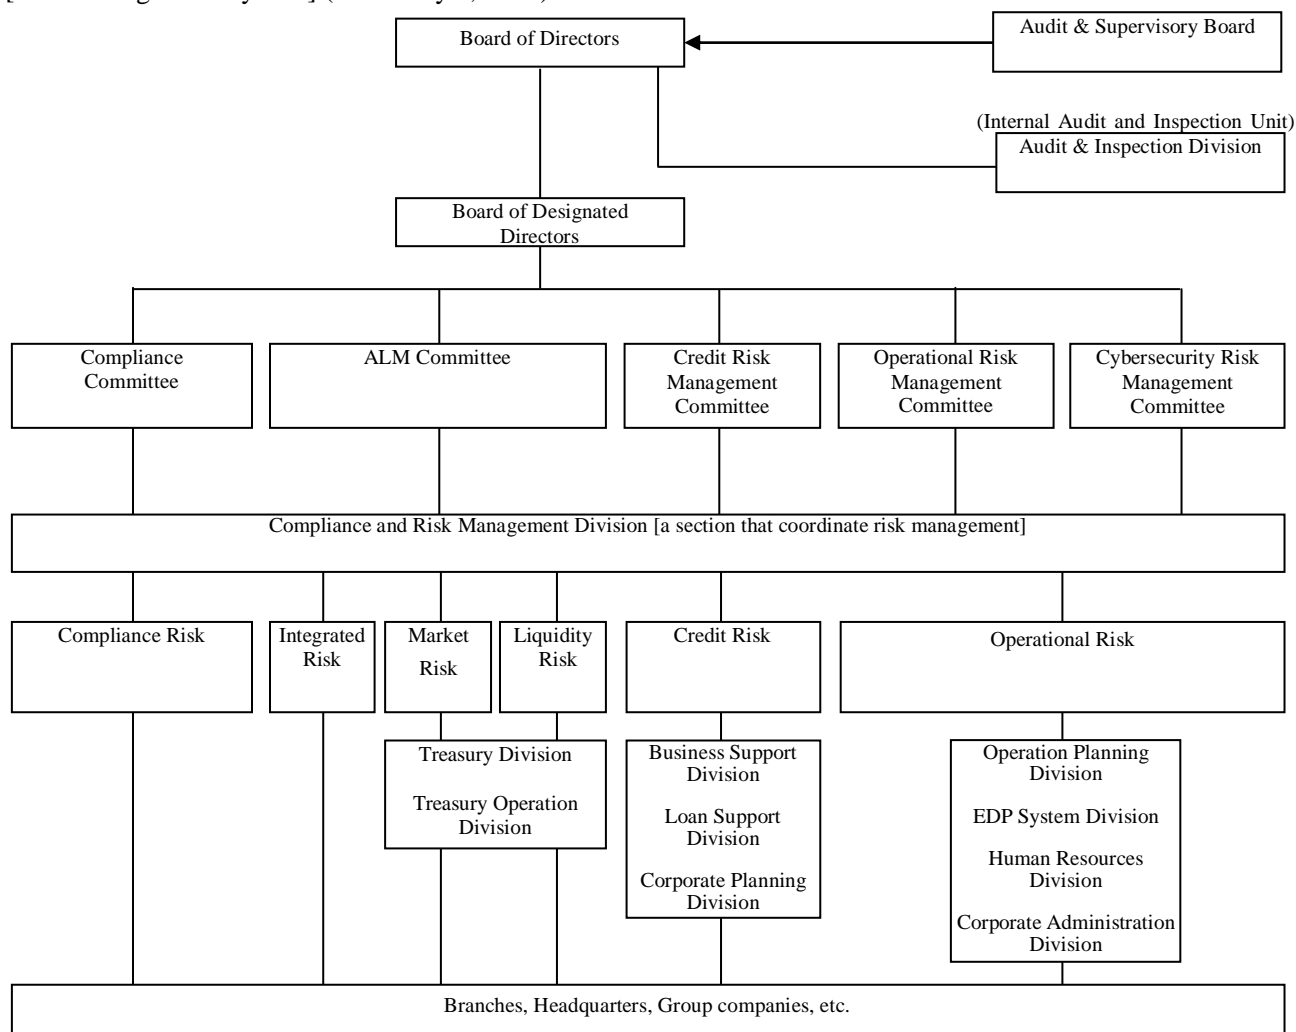 Board of Directors
Audit & Supervisory Board
(Internal Audit and Inspection Unit)
Audit & Inspection Division
Board of Designated
Directors
Compliance
Committee
ALM Committee
Credit Risk
Management
Committee
Operational Risk
Management
Committee
Cybersecurity Risk
Management
Committee
Compliance and Risk Management Division [a section that coordinate risk management]
Compliance Risk
Integrated
Risk
Market
Risk
Liquidity
Risk
Credit Risk
Operational Risk
Treasury Division
Treasury Operation
Division
Business Support
Division
Loan Support
Division
Corporate Planning
Division
Operation Planning
Division
EDP System Division
Human Resources
Division
Corporate Administration
Division
Branches, Headquarters, Group companies, etc.